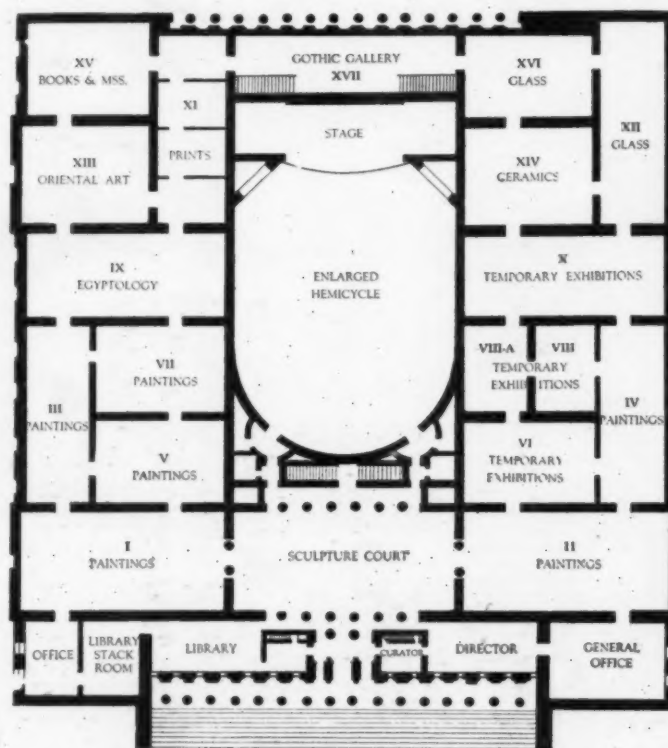 XV
BOOKS & MSS.
XI
PRINTS
GOTHIC GALLERY
XVII
STAGE
XVI
GLASS
XII
GLASS
XIII
ORIENTAL ART
XIV
CERAMICS
IX
EGYPTOLOGY
ENLARGED
HEMICYCLE
X
TEMPORARY EXHIBITIONS
VII
PAINTINGS
VIII-A
VIII
TEMPORARY
EXHIBITIONS
III
PAINTINGS
IV
PAINTINGS
V
PAINTINGS
VI
TEMPORARY
EXHIBITIONS
I
PAINTINGS
SCULPTURE COURT
II
PAINTINGS
OFFICE
LIBRARY
STACK
ROOM
LIBRARY
CURATOR
DIRECTOR
GENERAL
OFFICE